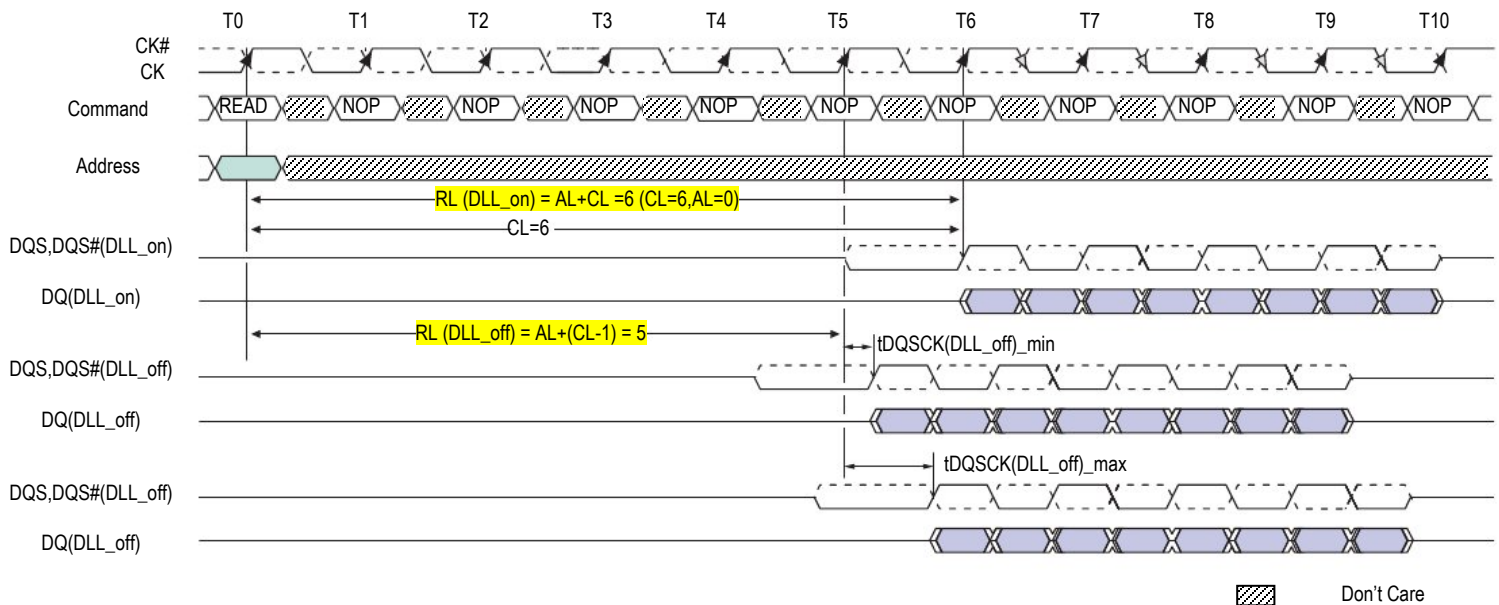 T0 T1 T2 T3 T4 T5 T6 T7 T8 T9 T10
CK#
CK
Command READ NOP NOP NOP NOP NOP NOP NOP NOP NOP NOP
Address
RL (DLL_on) = AL+CL =6 (CL=6,AL=0)
CL=6
DQS,DQS#(DLL_on)
DQ(DLL_on)
RL (DLL_off) = AL+(CL-1) = 5
tDQSCK(DLL_off)_min
DQS,DQS#(DLL_off)
DQ(DLL_off)
tDQSCK(DLL_off)_max
DQS,DQS#(DLL_off)
DQ(DLL_off)
Don't Care